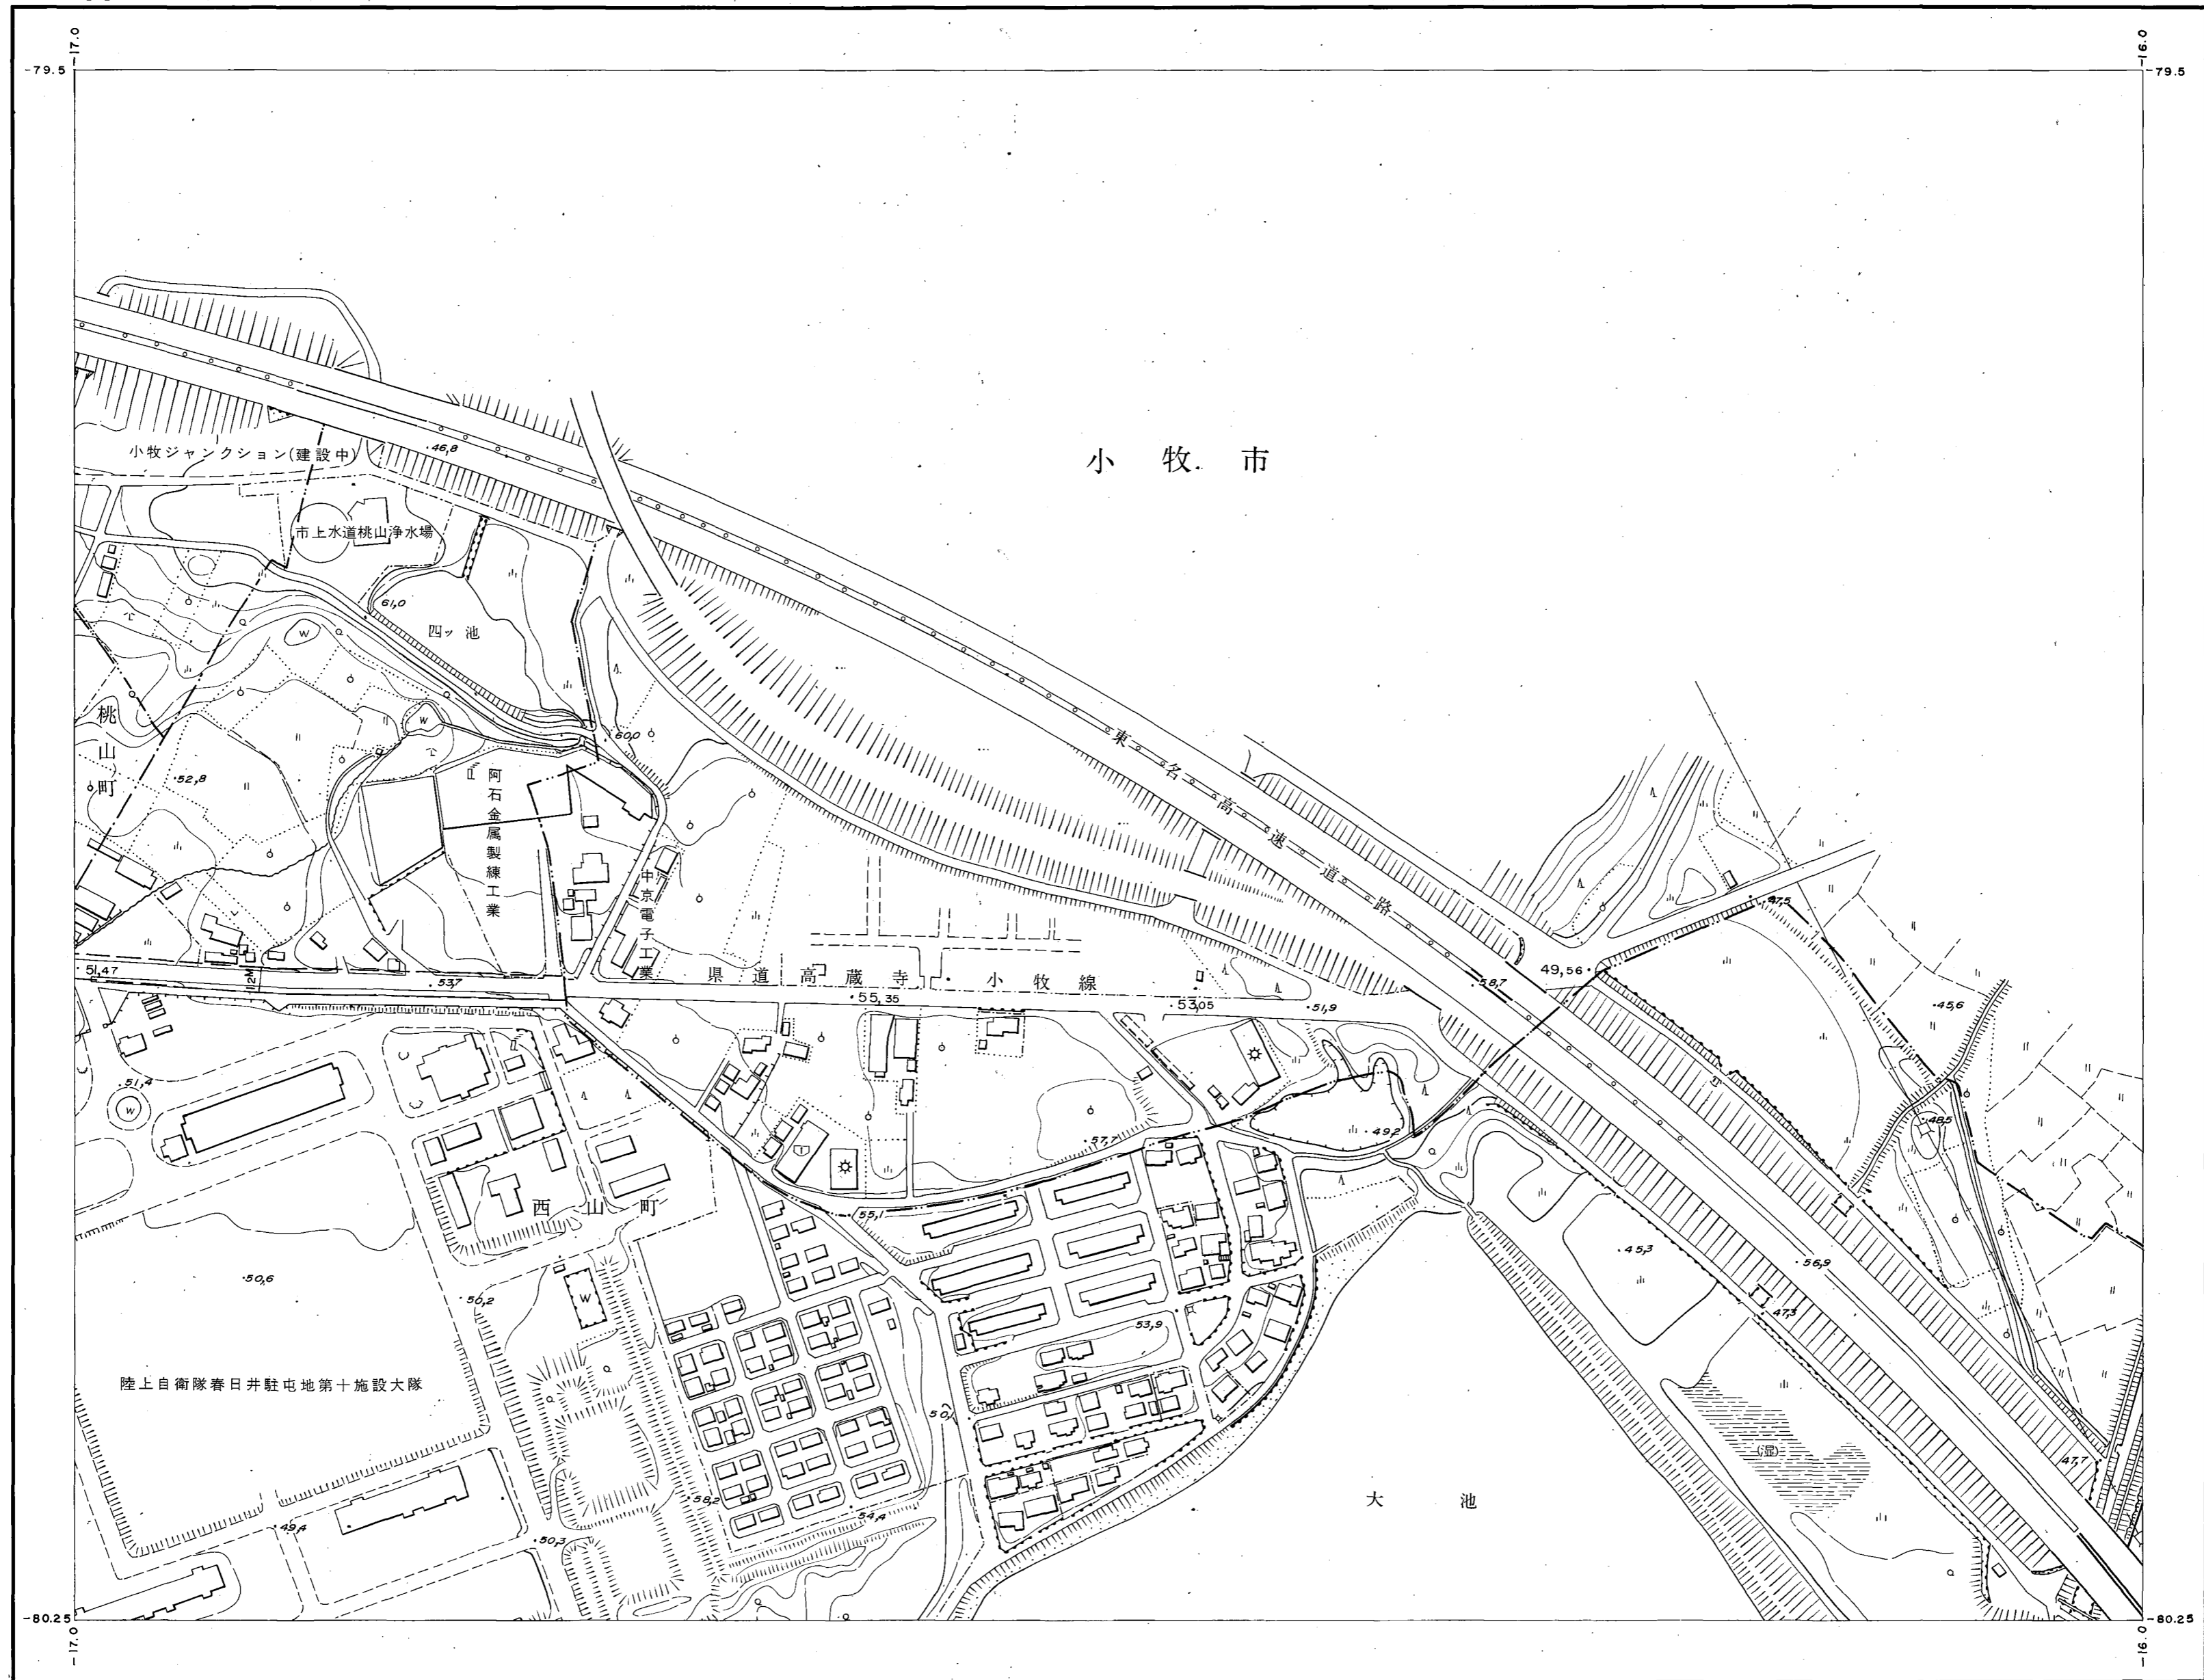 -17.0
-16.0
-79.5
-79.5
小牧市
46,8
小牧ジャンクション(建設中)
市上水道桃山浄水場
61,0
四ッ池
W
W
桃山町
60,0
52,8
阿石金属製練工業
中京電子工業
東名高速道路
47,5
51,47
12M
53,7
県道高蔵寺・小牧線
55,35
53,05
51,9
58,7
49,56
45,6
51,4
W
48,5
57,7
49,2
西山町
55,1
45,3
56,9
50,6
50,2
W
47,3
53,9
陸上自衛隊春日井駐屯地第十施設大隊
50,7
(湿)
47,7
大池
58,2
54,4
49,4
50,3
-80.25
-80.25
-17.0
-16.0